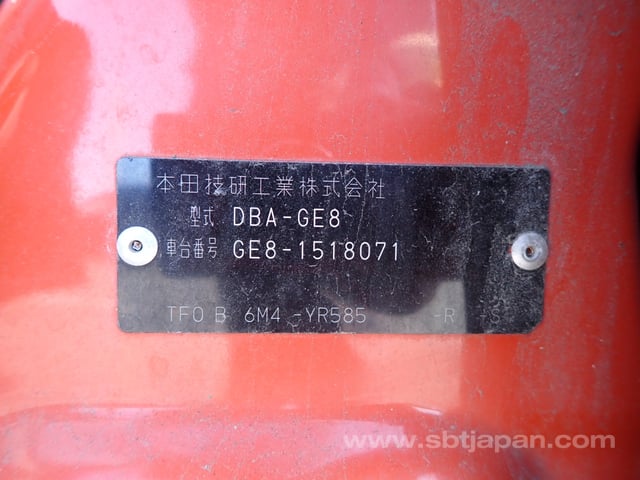 本田技研工業株式会社
型式 DBA-GE8
車台番号 GE8-1518071
TF0 B 6M4 -YR585 -R -S
www.sbtjapan.com